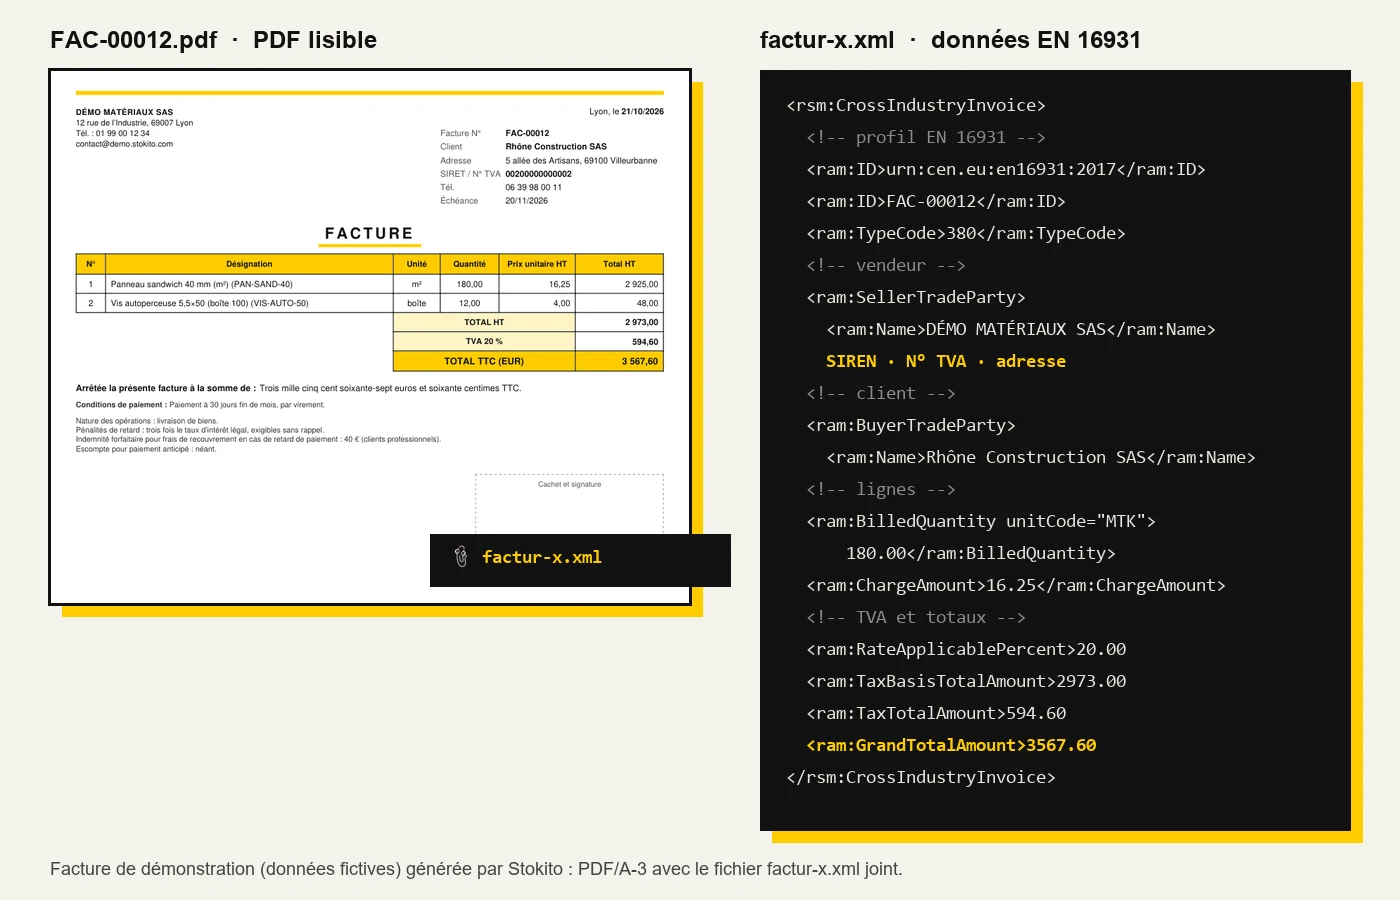 FAC-00012.pdf · PDF lisible
DÉMO MATÉRIAUX SAS
12 rue de l'Industrie, 69007 Lyon
Tél. : 01 99 00 12 34
contact@demo.stokito.com
Lyon, le 21/10/2026
Facture N° FAC-00012
Client Rhône Construction SAS
Adresse 5 allée des Artisans, 69100 Villeurbanne
SIRET / N° TVA 00200000000002
Tél. 06 39 98 00 11
Échéance 20/11/2026
FACTURE
N° Désignation Unité Quantité Prix unitaire HT Total HT
1 Panneau sandwich 40 mm (m²) (PAN-SAND-40) m² 180,00 16,25 2 925,00
2 Vis autoperceuse 5,5×50 (boîte 100) (VIS-AUTO-50) boîte 12,00 4,00 48,00
TOTAL HT 2 973,00
TVA 20 % 594,60
TOTAL TTC (EUR) 3 567,60
Arrêtée la présente facture à la somme de : Trois mille cinq cent soixante-sept euros et soixante centimes TTC.
Conditions de paiement : Paiement à 30 jours fin de mois, par virement.
Nature des opérations : livraison de biens.
Pénalités de retard : trois fois le taux d'intérêt légal, exigibles sans rappel.
Indemnité forfaitaire pour frais de recouvrement en cas de retard de paiement : 40 € (clients professionnels).
Escompte pour paiement anticipé : néant.
Cachet et signature
factur-x.xml
factur-x.xml · données EN 16931
<rsm:CrossIndustryInvoice>
<!-- profil EN 16931 -->
<ram:ID>urn:cen.eu:en16931:2017</ram:ID>
<ram:ID>FAC-00012</ram:ID>
<ram:TypeCode>380</ram:TypeCode>
<!-- vendeur -->
<ram:SellerTradeParty>
<ram:Name>DÉMO MATÉRIAUX SAS</ram:Name>
SIREN · N° TVA · adresse
<!-- client -->
<ram:BuyerTradeParty>
<ram:Name>Rhône Construction SAS</ram:Name>
<!-- lignes -->
<ram:BilledQuantity unitCode="MTK">
180.00</ram:BilledQuantity>
<ram:ChargeAmount>16.25</ram:ChargeAmount>
<!-- TVA et totaux -->
<ram:RateApplicablePercent>20.00
<ram:TaxBasisTotalAmount>2973.00
<ram:TaxTotalAmount>594.60
<ram:GrandTotalAmount>3567.60
</rsm:CrossIndustryInvoice>
Facture de démonstration (données fictives) générée par Stokito : PDF/A-3 avec le fichier factur-x.xml joint.